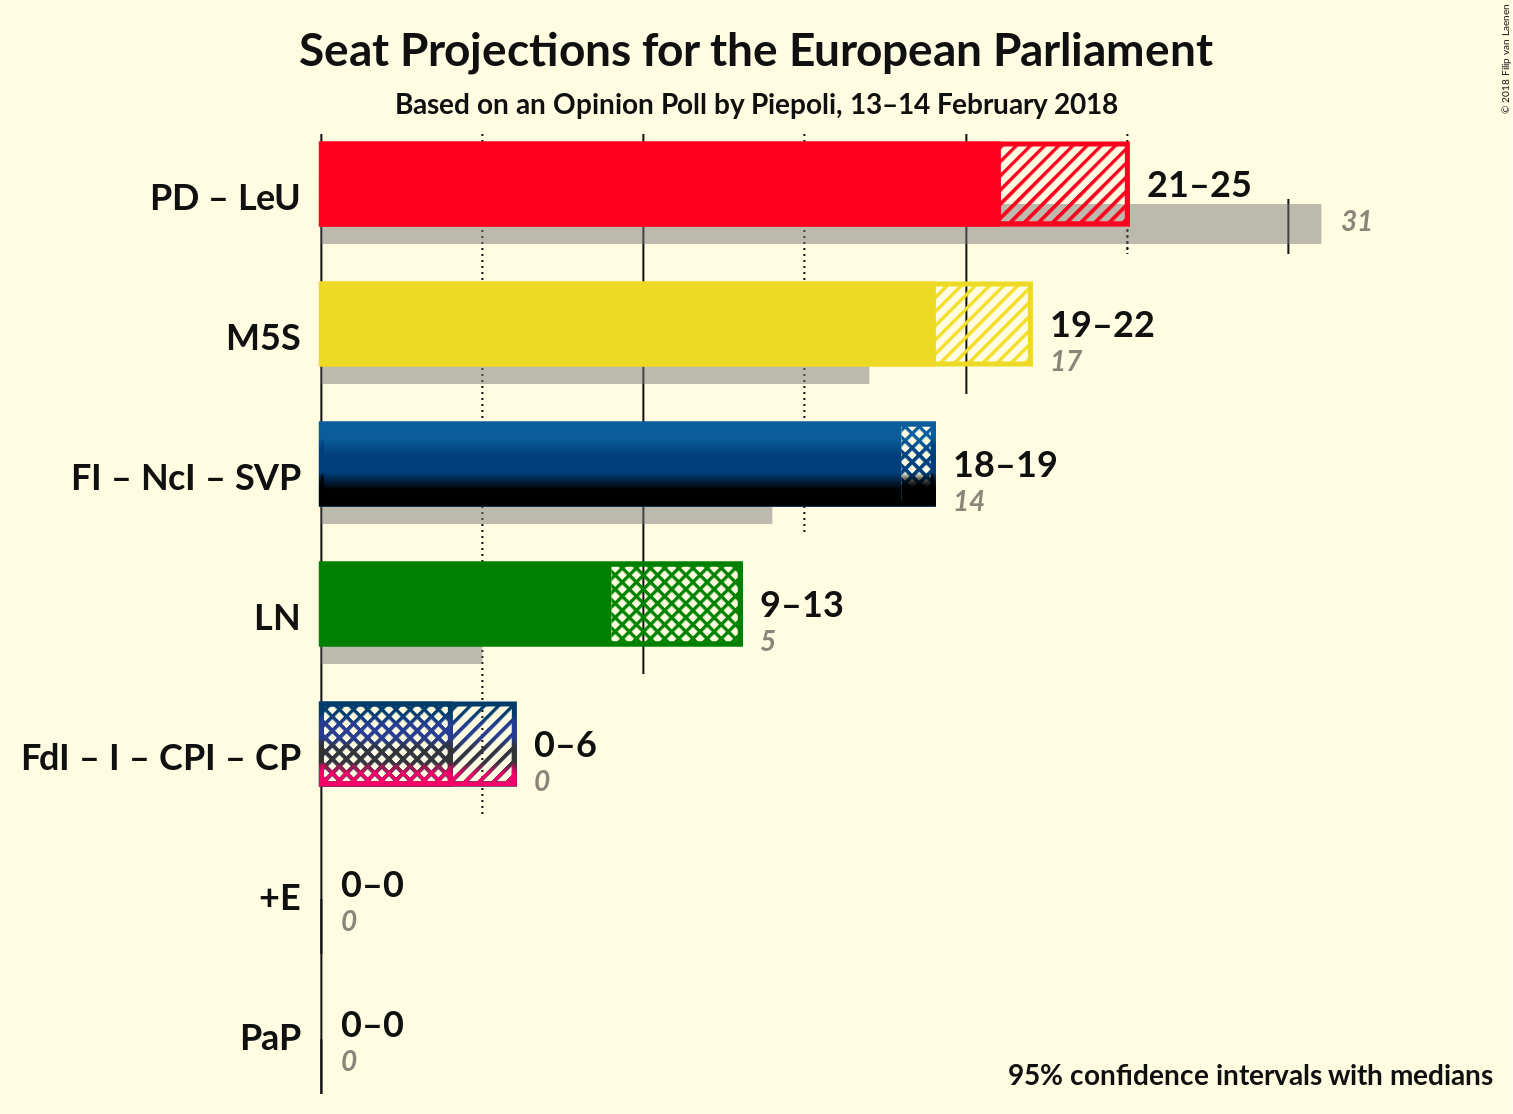 Seat Projections for the European Parliament
Based on an Opinion Poll by Piepoli, 13–14 February 2018
© 2018 Filip van Laenen
PD – LeU
21–25
31
M5S
19–22
17
FI – NcI – SVP
18–19
14
LN
9–13
5
FdI – I – CPI – CP
0–6
0
+E
0–0
0
PaP
0–0
0
95% confidence intervals with medians